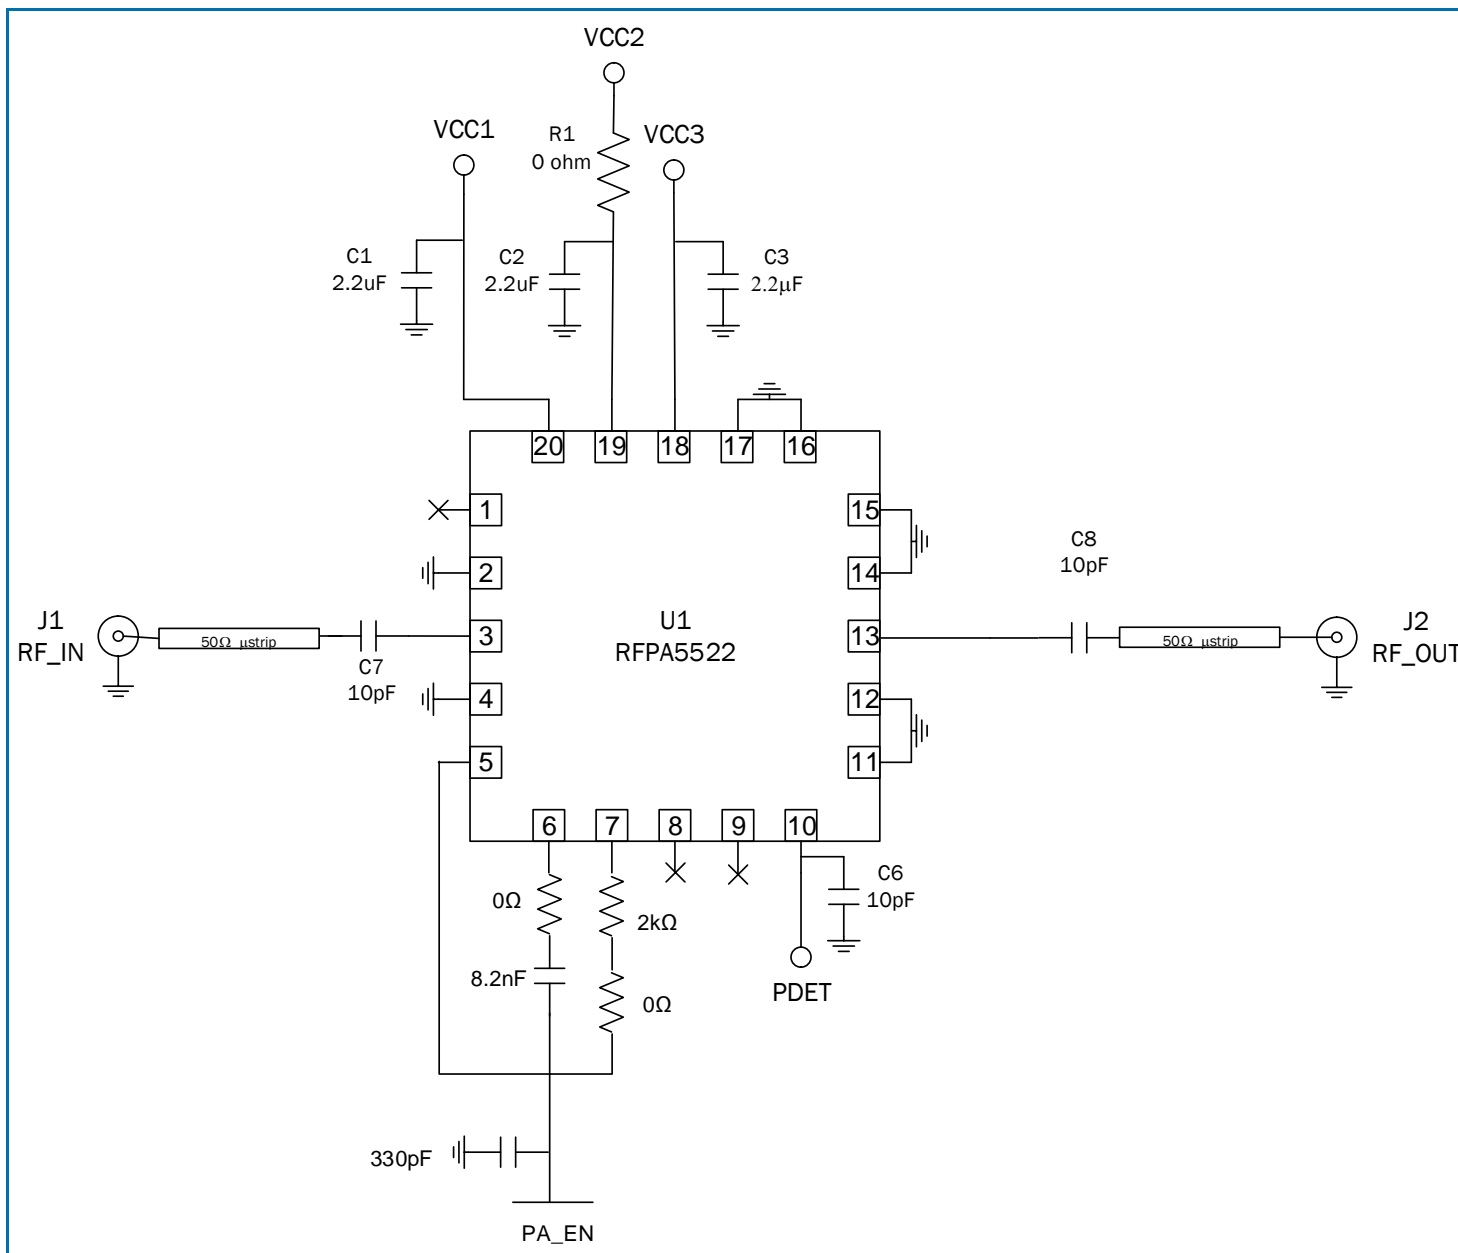 VCC2
VCC1
R1
0 ohm
VCC3
C1
2.2uF
C2
2.2uF
C3
2.2μF
20
19
18
17
16
1
15
2
14
C8
10pF
J1
RF_IN
50Ω μstrip
C7
10pF
3
U1
RFPA5522
13
50Ω μstrip
J2
RF_OUT
4
12
5
11
6
7
8
9
10
0Ω
2kΩ
C6
10pF
8.2nF
0Ω
PDET
330pF
PA_EN